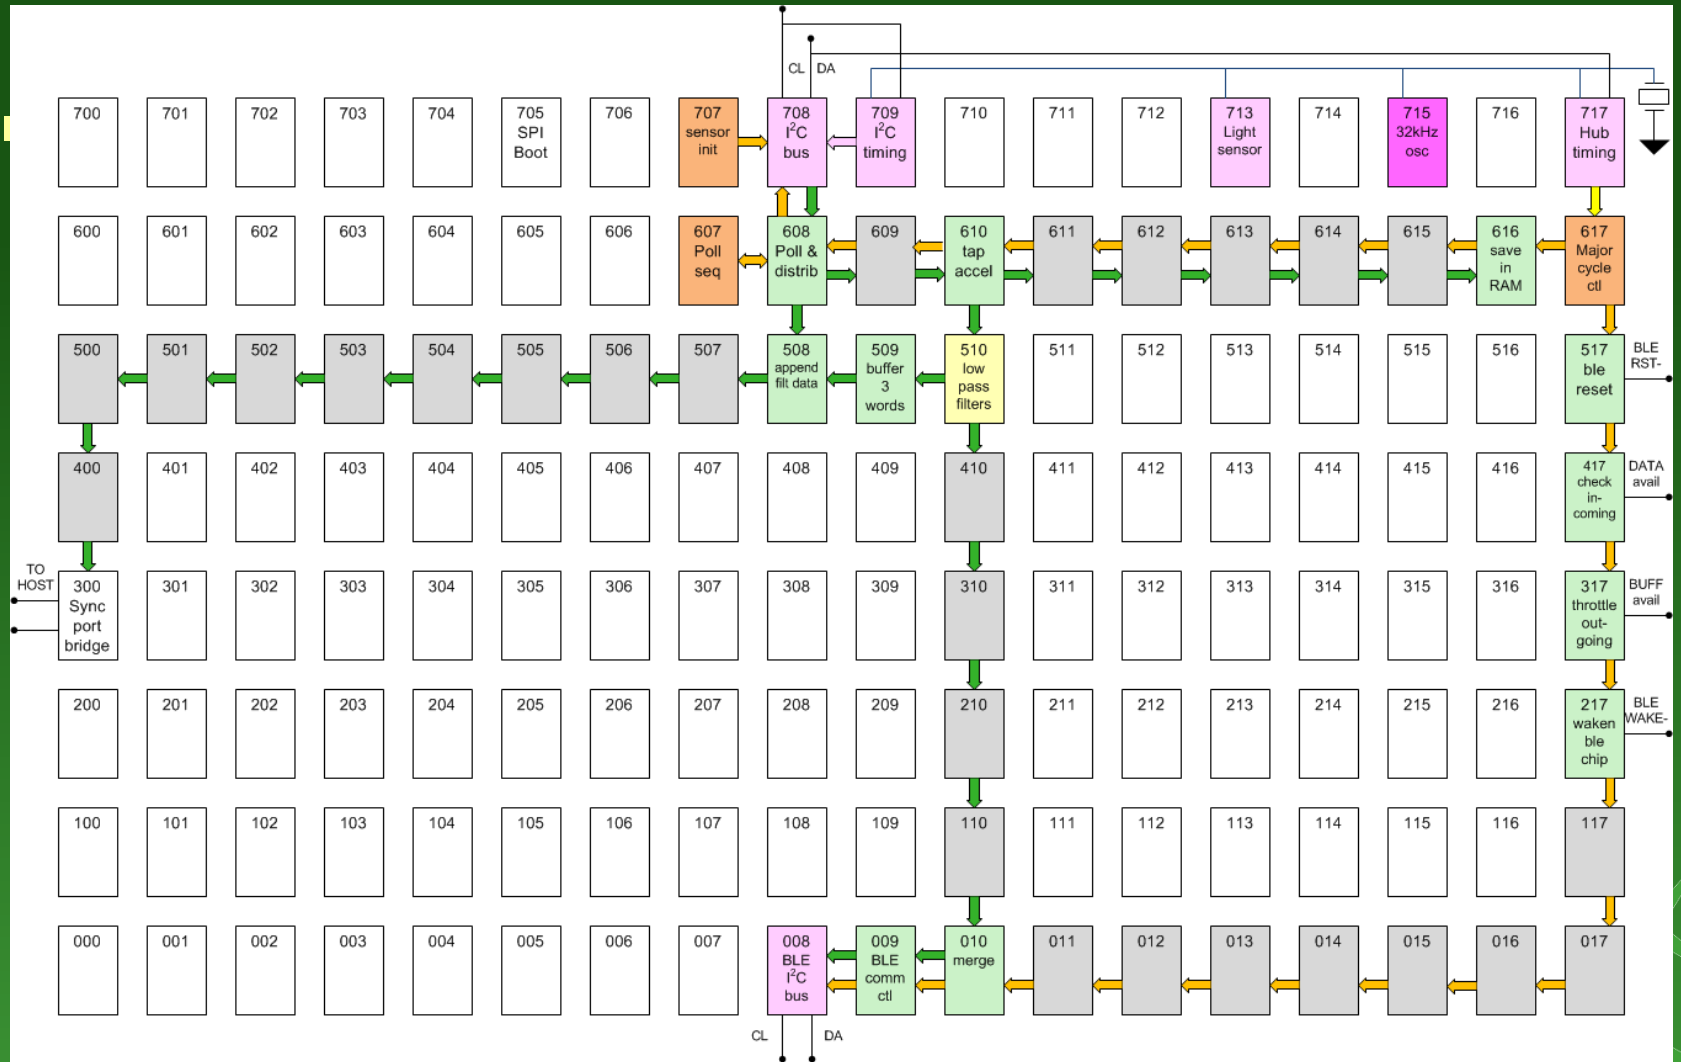 CL DA
700 701 702 703 704 705 706 707 708 709 710 711 712 713 714 715 716 717
SPI
Boot
sensor
init
I²C
bus
I²C
timing
Light
sensor
32kHz
osc
Hub
timing
600 601 602 603 604 605 606 607 608 609 610 611 612 613 614 615 616 617
Poll
seq
Poll &
distrib
tap
accel
save
in
RAM
Major
cycle
ctl
500 501 502 503 504 505 506 507 508 509 510 511 512 513 514 515 516 517
append
filt data
buffer
3
words
low
pass
filters
ble
reset
BLE
RST-
400 401 402 403 404 405 406 407 408 409 410 411 412 413 414 415 416 417
check
in-
coming
DATA
avail
TO
HOST
300 301 302 303 304 305 306 307 308 309 310 311 312 313 314 315 316 317
Sync
port
bridge
throttle
out-
going
BUFF
avail
200 201 202 203 204 205 206 207 208 209 210 211 212 213 214 215 216 217
waken
ble
chip
BLE
WAKE-
100 101 102 103 104 105 106 107 108 109 110 111 112 113 114 115 116 117
000 001 002 003 004 005 006 007 008 009 010 011 012 013 014 015 016 017
BLE
I²C
bus
BLE
comm
ctl
merge
CL DA